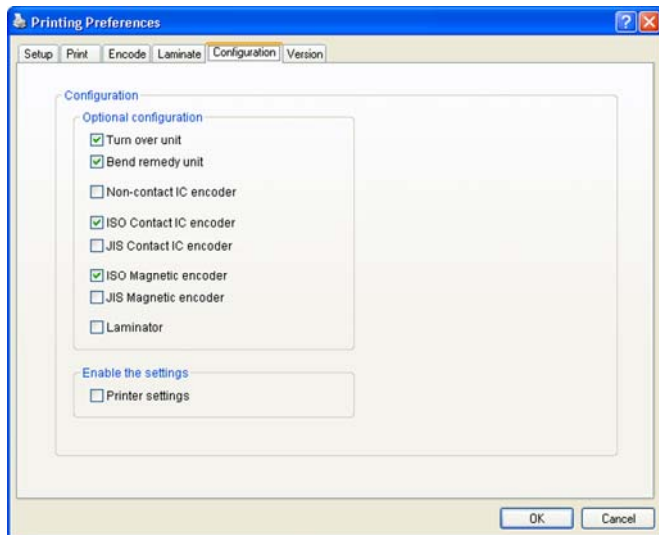 Printing Preferences
Setup Print Encode Laminate Configuration Version
Configuration
Optional configuration
Turn over unit
Bend remedy unit
Non-contact IC encoder
ISO Contact IC encoder
JIS Contact IC encoder
ISO Magnetic encoder
JIS Magnetic encoder
Laminator
Enable the settings
Printer settings
OK Cancel